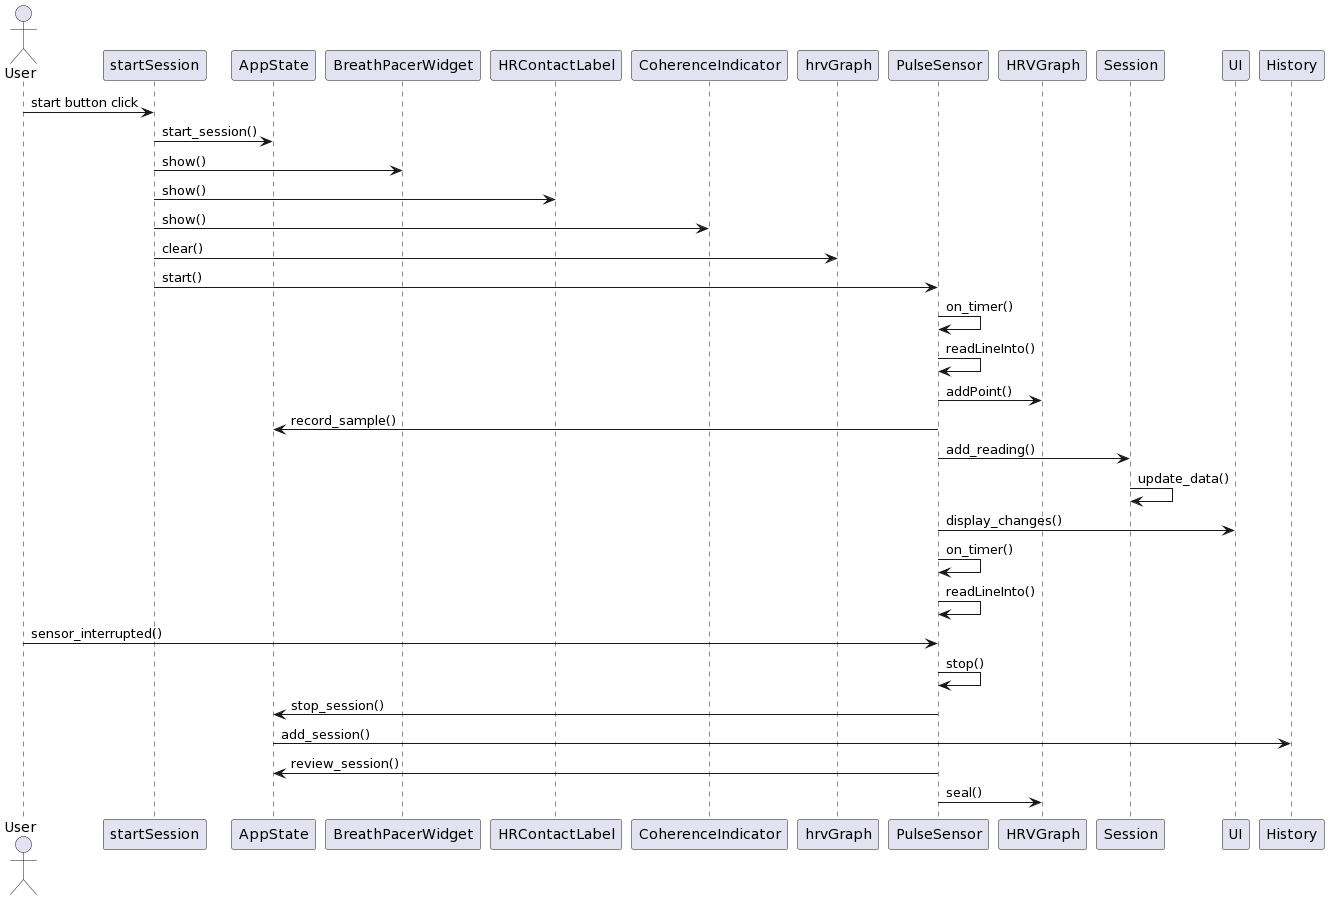 User
startSession
AppState
BreathPacerWidget
HRContactLabel
CoherenceIndicator
hrvGraph
PulseSensor
HRVGraph
Session
UI
History
start button click
start_session()
show()
show()
show()
clear()
start()
on_timer()
readLineInto()
addPoint()
record_sample()
add_reading()
update_data()
display_changes()
on_timer()
readLineInto()
sensor_interrupted()
stop()
stop_session()
add_session()
review_session()
seal()
User
startSession
AppState
BreathPacerWidget
HRContactLabel
CoherenceIndicator
hrvGraph
PulseSensor
HRVGraph
Session
UI
History